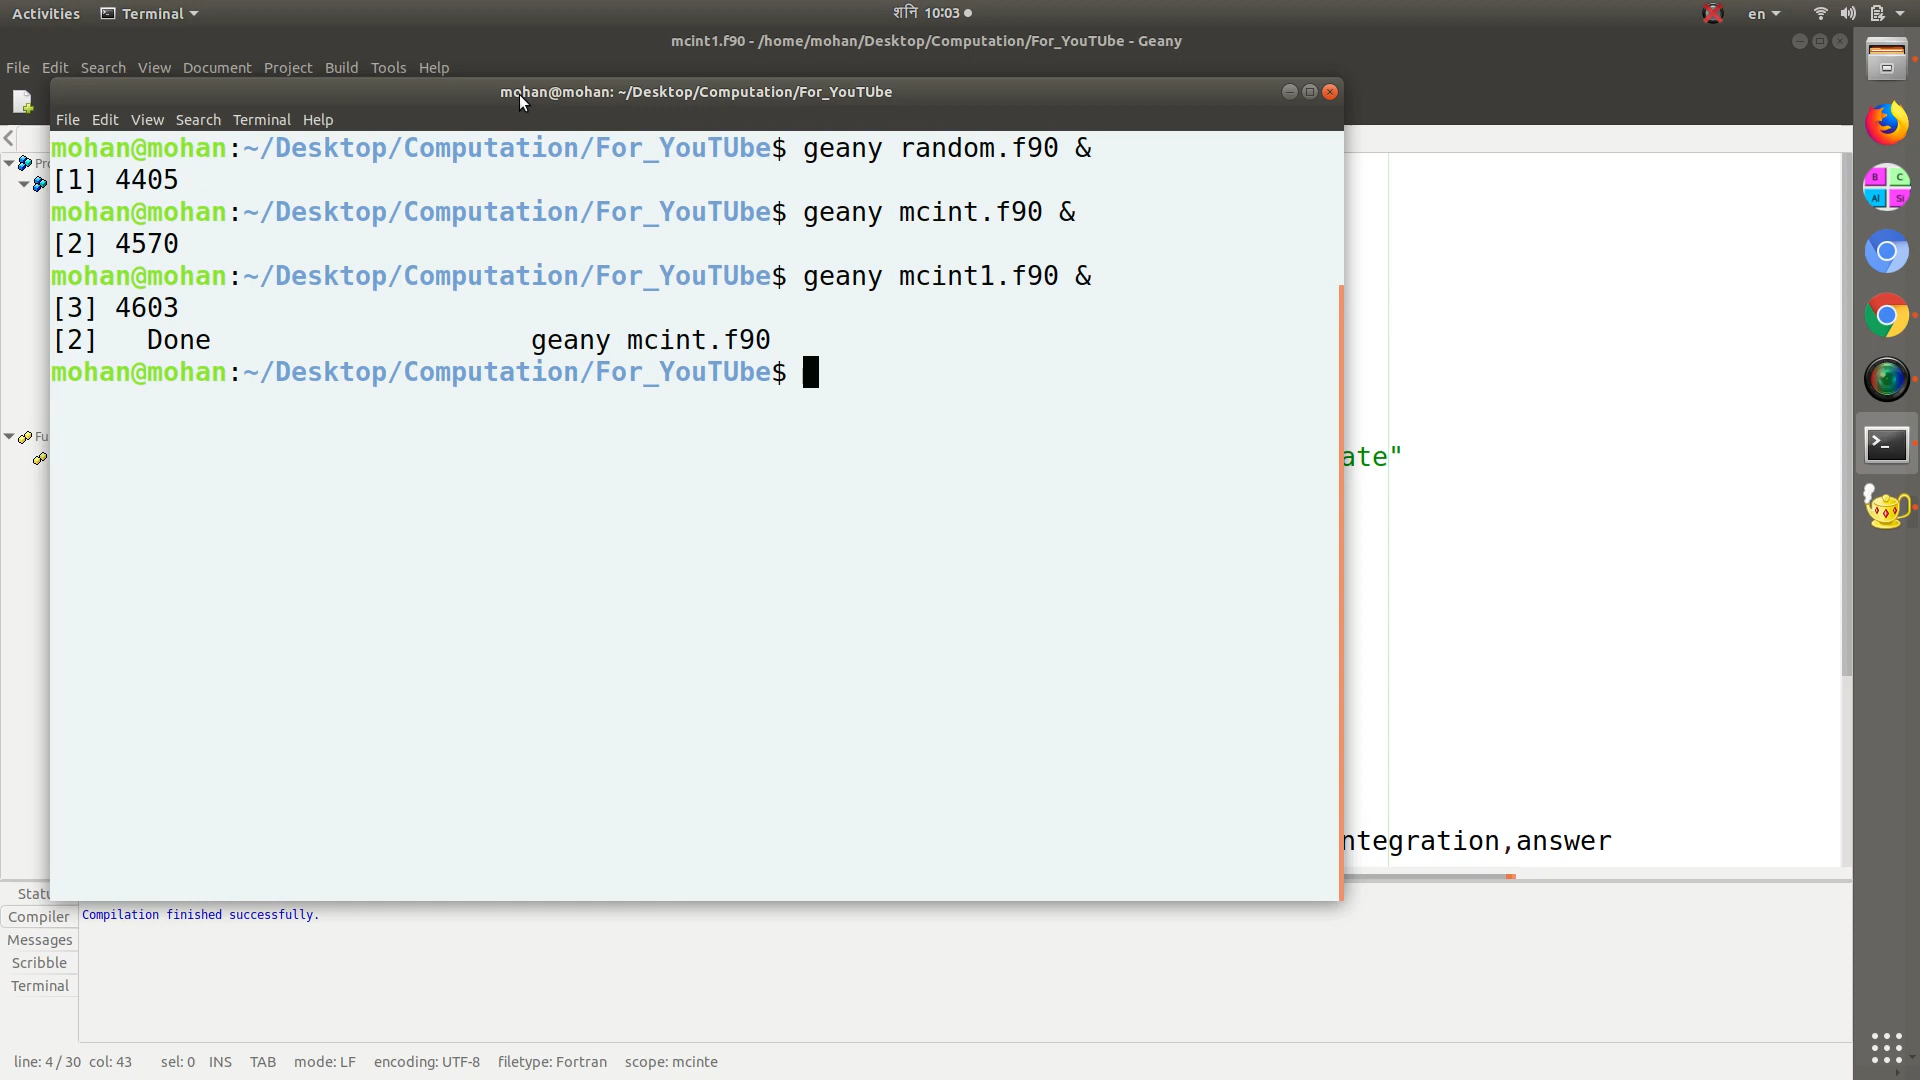 Activities Terminal शनि 10:03 en
mcint1.f90 - /home/mohan/Desktop/Computation/For_YouTUbe - Geany
File Edit Search View Document Project Build Tools Help
mohan@mohan: ~/Desktop/Computation/For_YouTUbe
File Edit View Search Terminal Help
mohan@mohan:~/Desktop/Computation/For_YouTUbe$ geany random.f90 &
[1] 4405
mohan@mohan:~/Desktop/Computation/For_YouTUbe$ geany mcint.f90 &
[2] 4570
mohan@mohan:~/Desktop/Computation/For_YouTUbe$ geany mcint1.f90 &
[3] 4603
[2] Done geany mcint.f90
mohan@mohan:~/Desktop/Computation/For_YouTUbe$
Pro
Fu
ate"
ntegration,answer
Statu
Compiler
Compilation finished successfully.
Messages
Scribble
Terminal
line: 4 / 30 col: 43 sel: 0 INS TAB mode: LF encoding: UTF-8 filetype: Fortran scope: mcinte
B C
Al Si